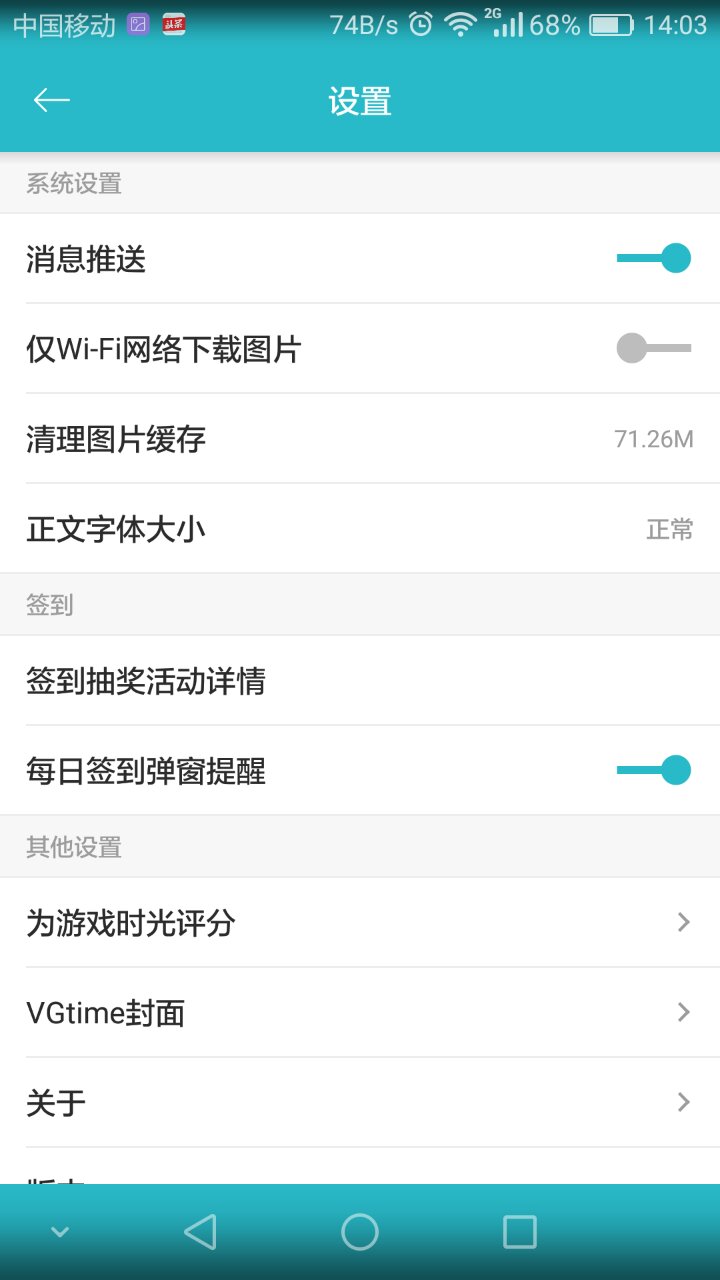 中国移动 头条 74B/s 2G 68% 14:03
设置
系统设置
消息推送
仅Wi-Fi网络下载图片
清理图片缓存 71.26M
正文字体大小 正常
签到
签到抽奖活动详情
每日签到弹窗提醒
其他设置
为游戏时光评分
VGtime封面
关于